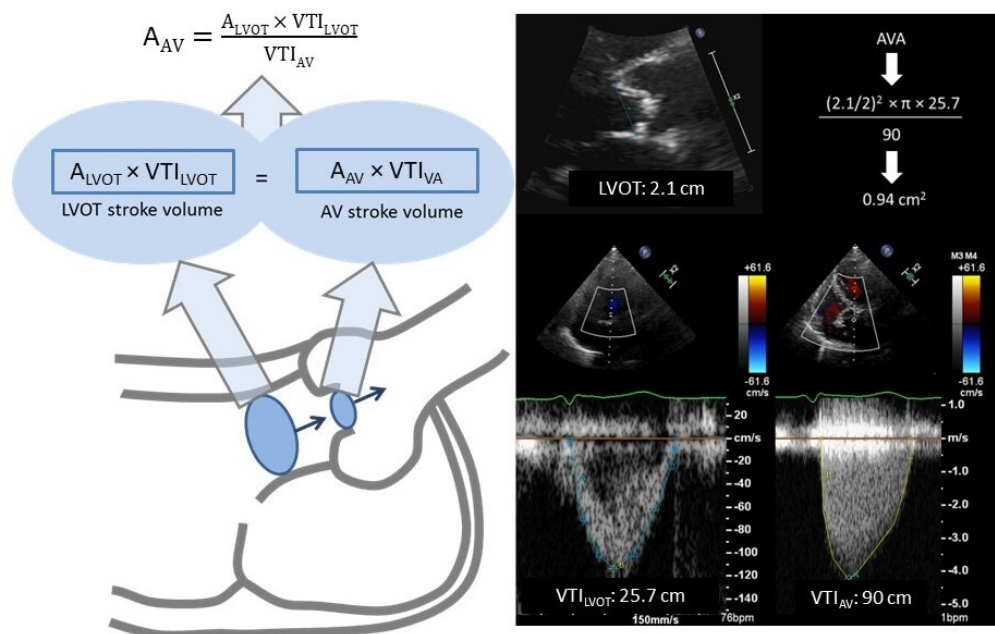 A_AV = A_LVOT × VTI_LVOT / VTI_AV
A_LVOT × VTI_LVOT
LVOT stroke volume
=
A_AV × VTI_VA
AV stroke volume
LVOT: 2.1 cm
AVA
(2.1/2)² × π × 25.7
90
0.94 cm²
+61.6
-61.6
cm/s
M3 M4
+61.6
-61.6
cm/s
20
cm/s
-20
-40
-60
-80
-100
-120
-140
VTI_LVOT: 25.7 cm
150mm/s
76bpm
1.0
m/s
-1.0
-2.0
-3.0
-4.0
-5.0
VTI_AV: 90 cm
1bpm